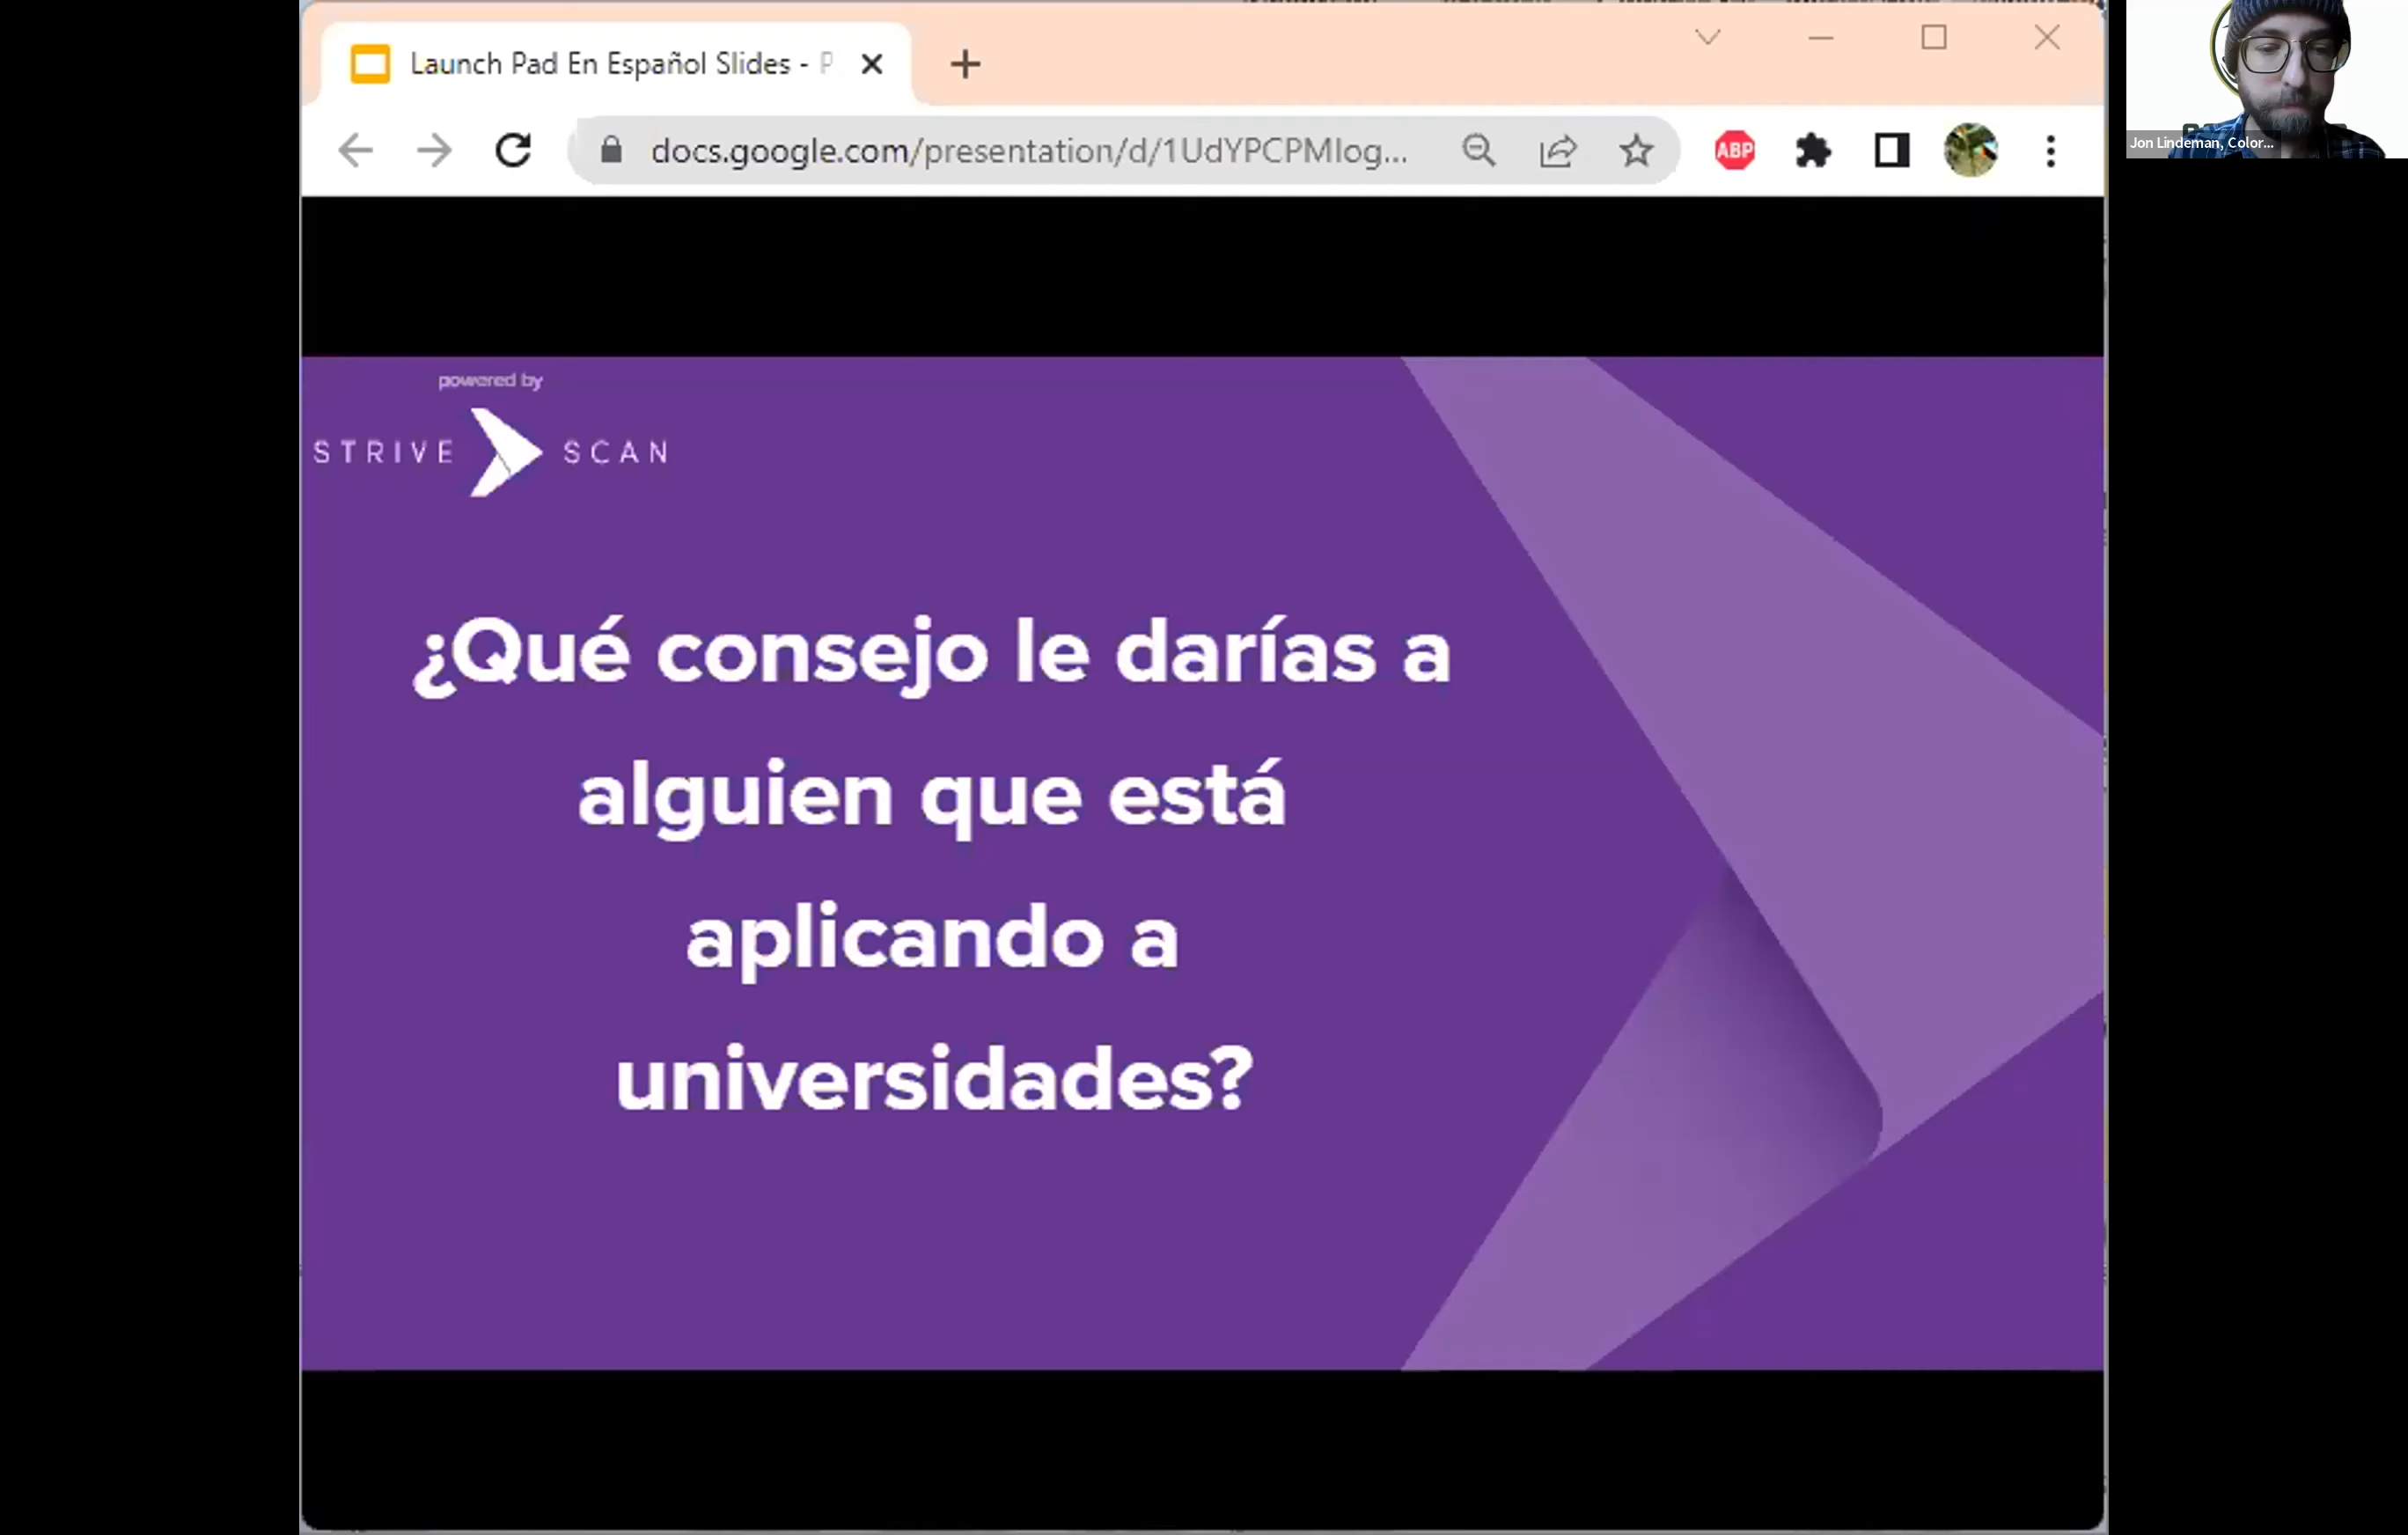 Launch Pad En Español Slides - P
docs.google.com/presentation/d/1UdYPCPMlog...
ABP
Jon Lindeman, Color...
powered by
STRIVE SCAN
¿Qué consejo le darías a
alguien que está
aplicando a
universidades?